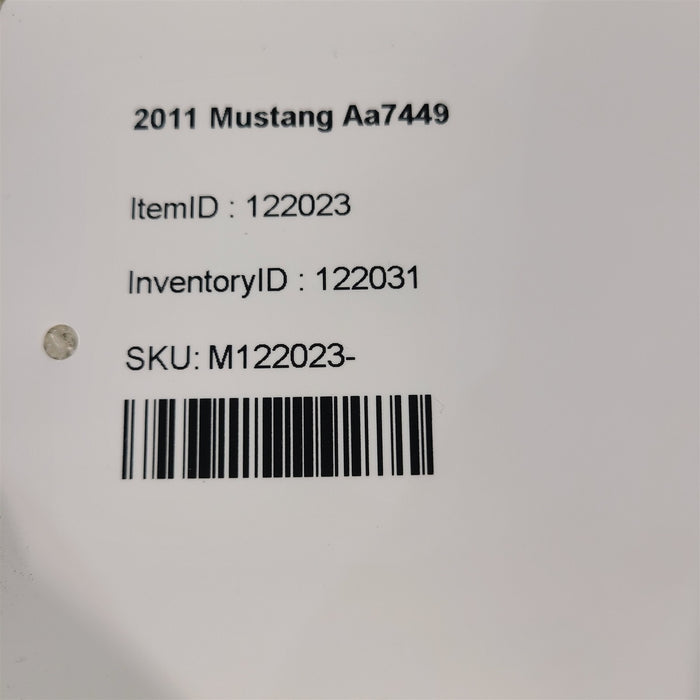 2011 Mustang Aa7449
ItemID : 122023
InventoryID : 122031
SKU: M122023-